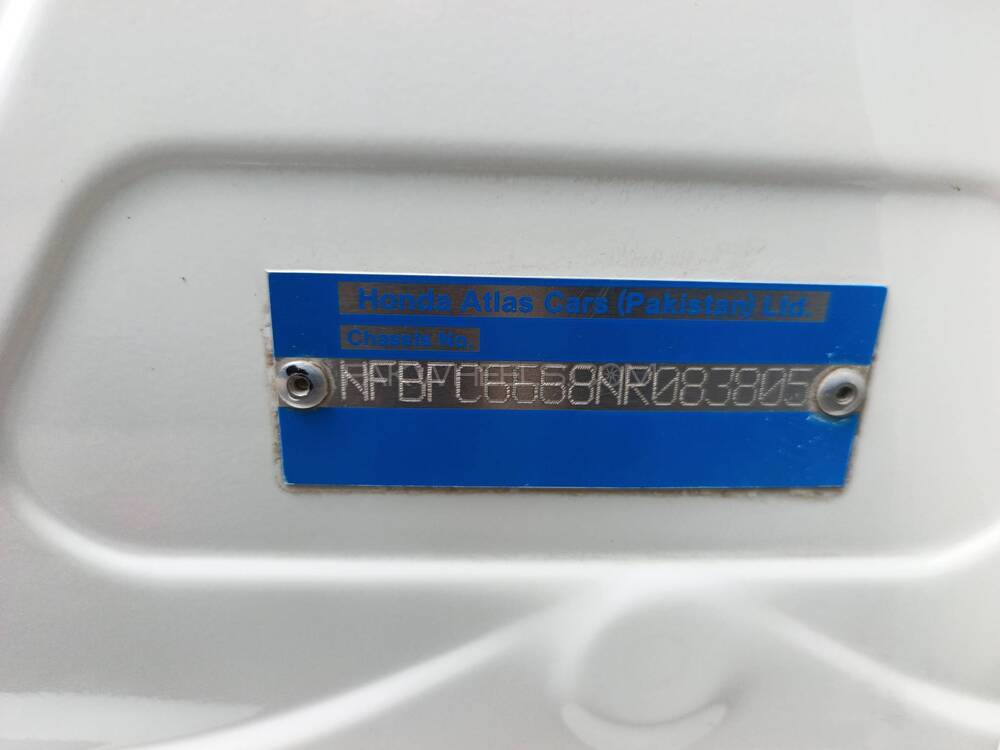 Honda Atlas Cars (Pakistan) Ltd.
Chassis No.
NFBFC6668NR083805